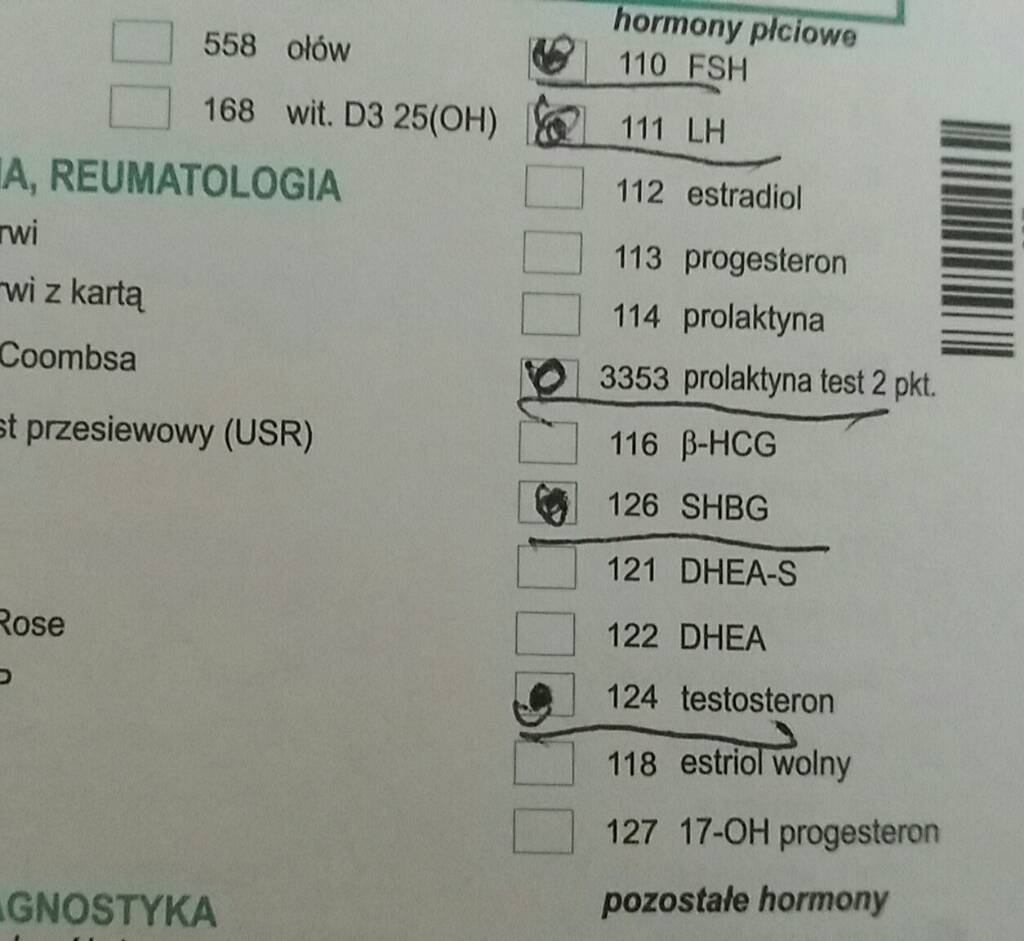 558 ołów
168 wit. D3 25(OH)
A, REUMATOLOGIA
rwi
rwi z kartą
Coombsa
st przesiewowy (USR)
Rose
P
AGNOSTYKA
hormony płciowe
110 FSH
111 LH
112 estradiol
113 progesteron
114 prolaktyna
3353 prolaktyna test 2 pkt.
116 β-HCG
126 SHBG
121 DHEA-S
122 DHEA
124 testosteron
118 estriol wolny
127 17-OH progesteron
pozostałe hormony